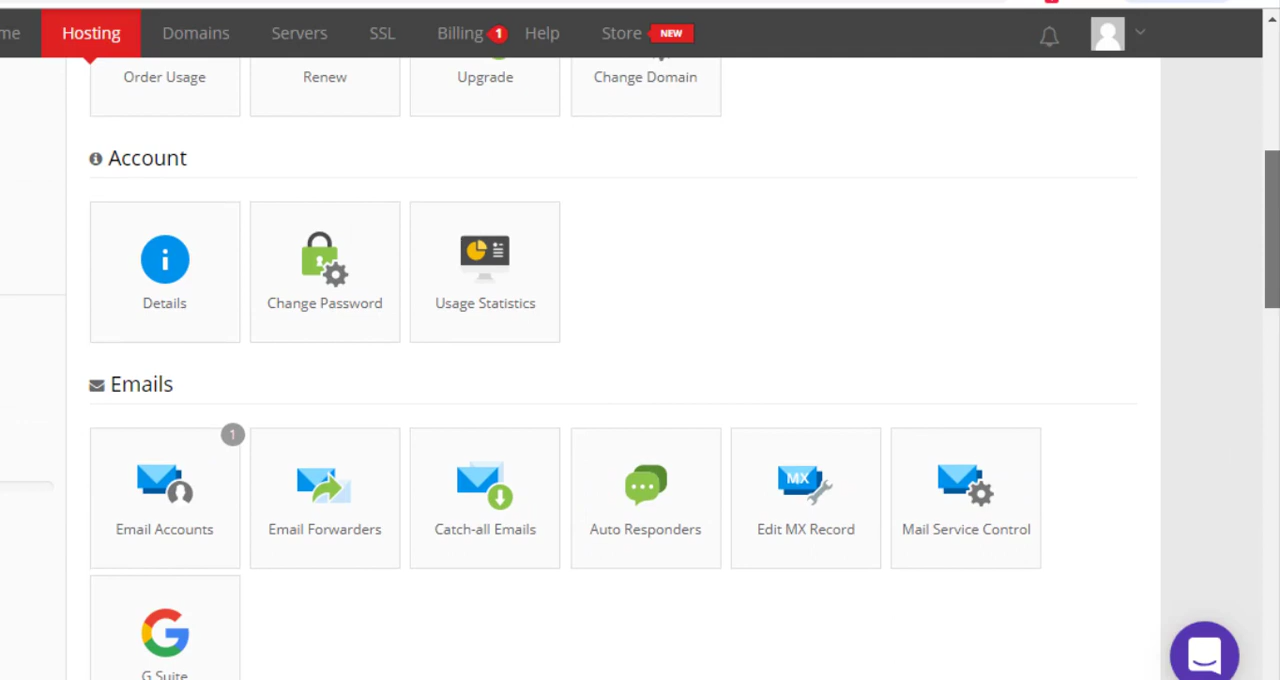 me Hosting Domains Servers SSL Billing 1 Help Store NEW
Order Usage Renew Upgrade Change Domain
Account
Details Change Password Usage Statistics
Emails
1
MX
Email Accounts Email Forwarders Catch-all Emails Auto Responders Edit MX Record Mail Service Control
G Suite